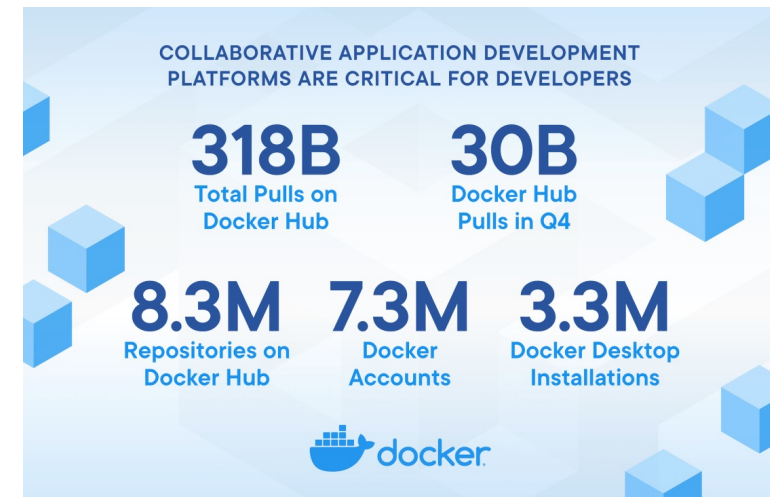 COLLABORATIVE APPLICATION DEVELOPMENT
PLATFORMS ARE CRITICAL FOR DEVELOPERS
318B
Total Pulls on
Docker Hub
30B
Docker Hub
Pulls in Q4
8.3M
Repositories on
Docker Hub
7.3M
Docker
Accounts
3.3M
Docker Desktop
Installations
docker